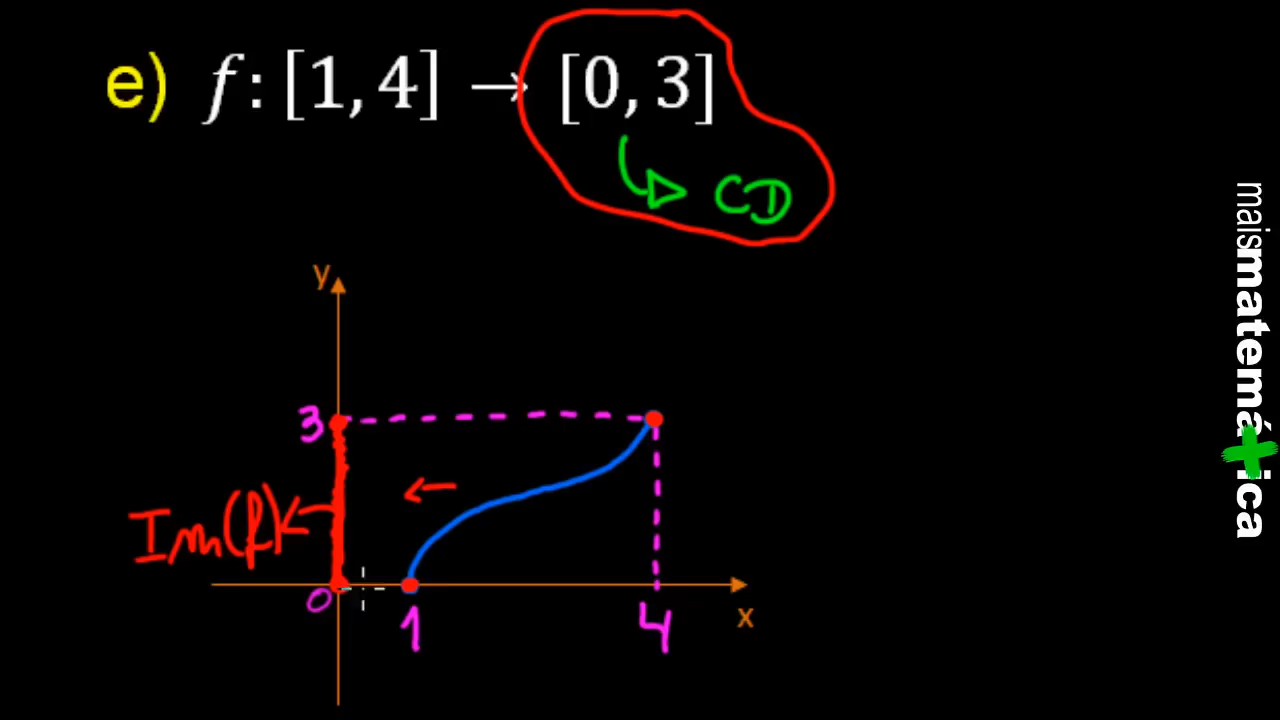 e) f: [1, 4] → [0, 3]
CD
y
3
Im(f)
0
1
4
x
maismatemática